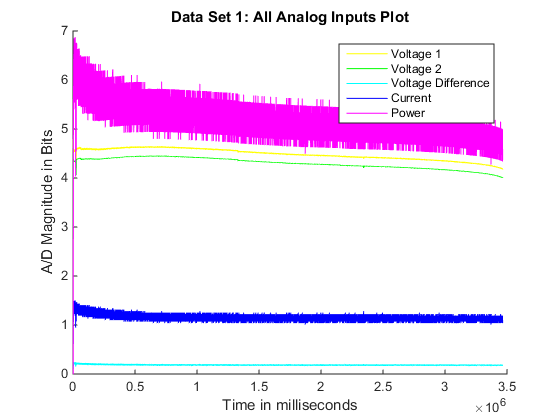 Data Set 1: All Analog Inputs Plot
7
6
5
4
3
2
1
0
A/D Magnitude in Bits
Voltage 1
Voltage 2
Voltage Difference
Current
Power
0 0.5 1 1.5 2 2.5 3 3.5
×10^6
Time in milliseconds